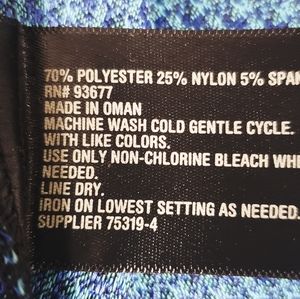 70% POLYESTER 25% NYLON 5% SPAN
RN# 93677
MADE IN OMAN
MACHINE WASH COLD GENTLE CYCLE.
WITH LIKE COLORS.
USE ONLY NON-CHLORINE BLEACH WHE
NEEDED.
LINE DRY.
IRON ON LOWEST SETTING AS NEEDED.
SUPPLIER 75319-4